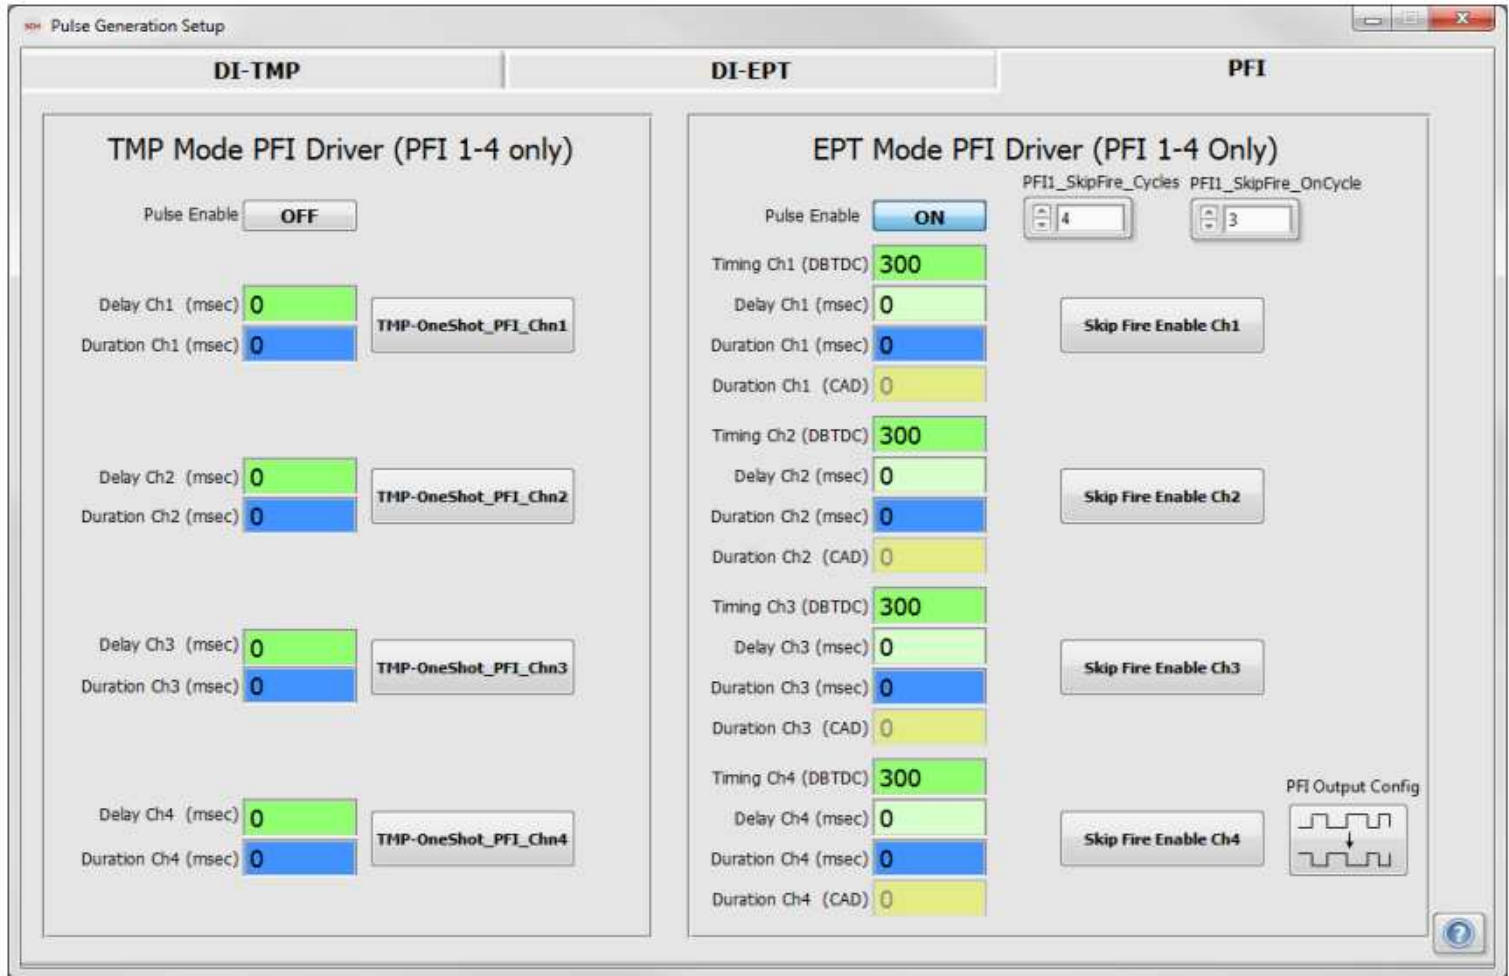 Pulse Generation Setup
DI-TMP
DI-EPT
PFI
TMP Mode PFI Driver (PFI 1-4 only)
Pulse Enable OFF
Delay Ch1 (msec) 0
Duration Ch1 (msec) 0
TMP-OneShot_PFI_Chn1
Delay Ch2 (msec) 0
Duration Ch2 (msec) 0
TMP-OneShot_PFI_Chn2
Delay Ch3 (msec) 0
Duration Ch3 (msec) 0
TMP-OneShot_PFI_Chn3
Delay Ch4 (msec) 0
Duration Ch4 (msec) 0
TMP-OneShot_PFI_Chn4
EPT Mode PFI Driver (PFI 1-4 Only)
PFI1_SkipFire_Cycles PFI1_SkipFire_OnCycle
Pulse Enable ON 4 3
Timing Ch1 (DBTDC) 300
Delay Ch1 (msec) 0
Duration Ch1 (msec) 0
Duration Ch1 (CAD) 0
Skip Fire Enable Ch1
Timing Ch2 (DBTDC) 300
Delay Ch2 (msec) 0
Duration Ch2 (msec) 0
Duration Ch2 (CAD) 0
Skip Fire Enable Ch2
Timing Ch3 (DBTDC) 300
Delay Ch3 (msec) 0
Duration Ch3 (msec) 0
Duration Ch3 (CAD) 0
Skip Fire Enable Ch3
Timing Ch4 (DBTDC) 300
Delay Ch4 (msec) 0
Duration Ch4 (msec) 0
Duration Ch4 (CAD) 0
Skip Fire Enable Ch4
PFI Output Config
?